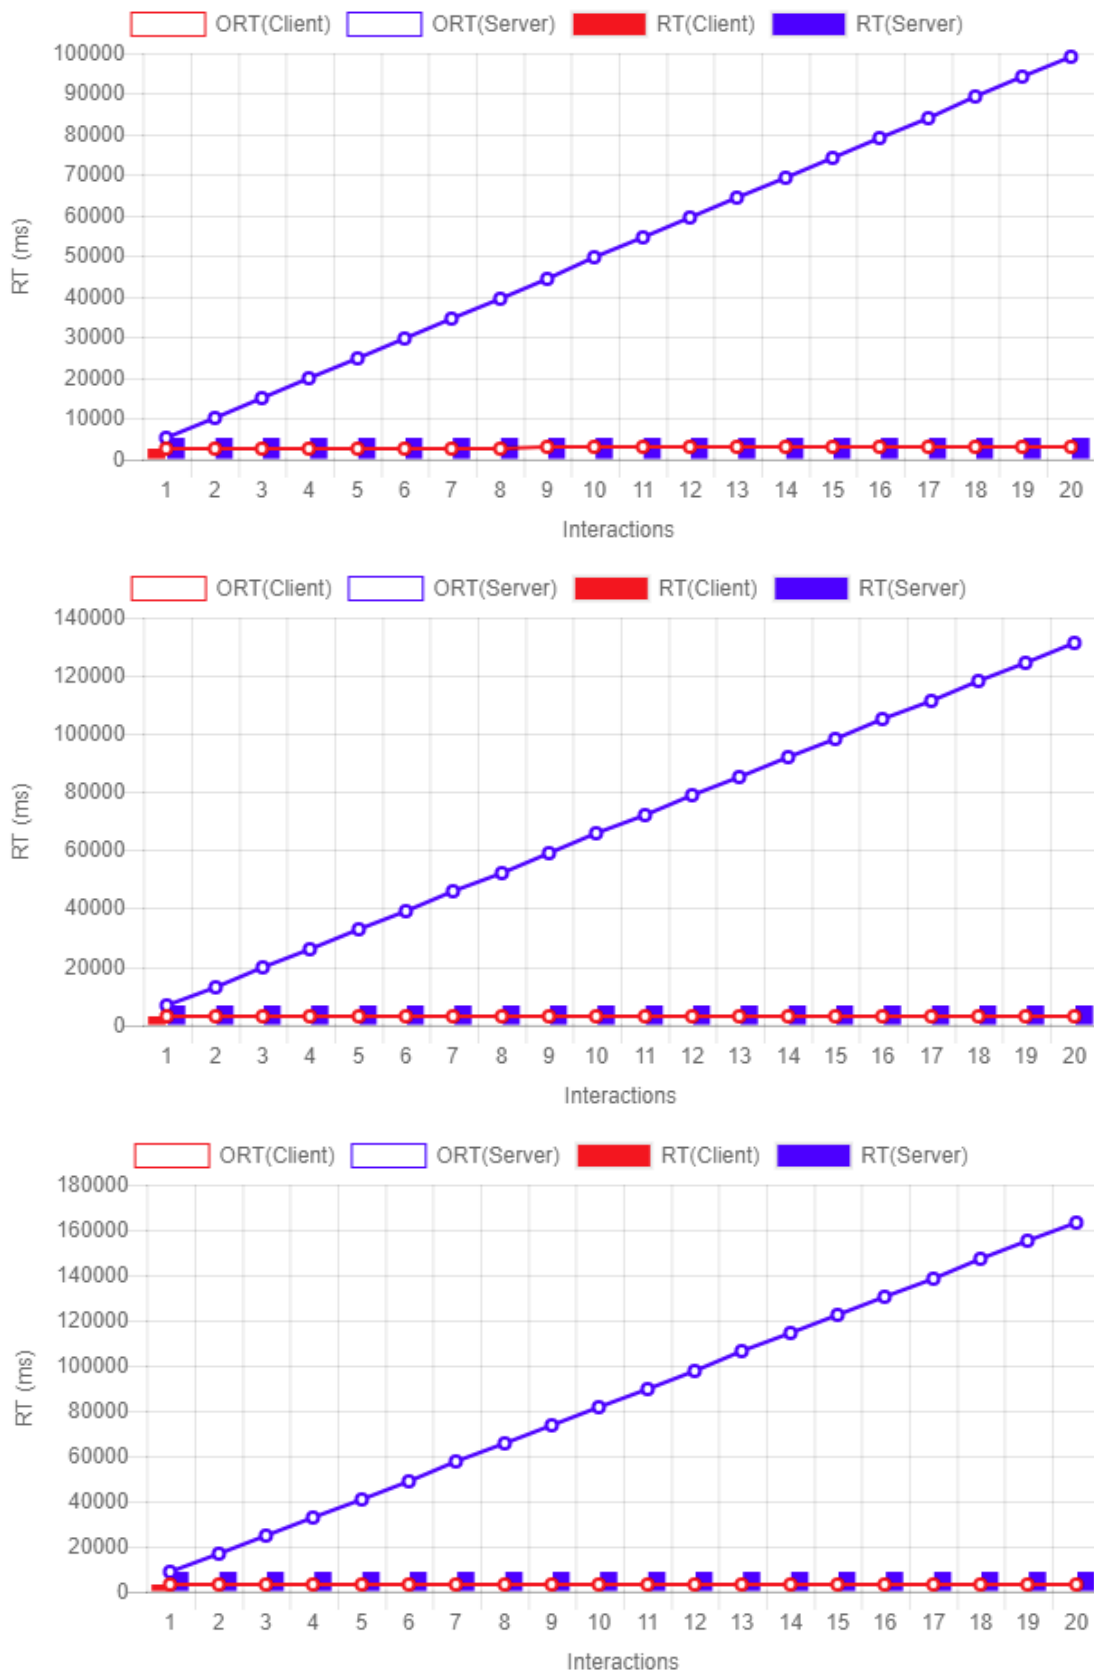 ORT(Client) ORT(Server) RT(Client) RT(Server)
100000
90000
80000
70000
60000
50000
40000
30000
20000
10000
0
RT (ms)
1 2 3 4 5 6 7 8 9 10 11 12 13 14 15 16 17 18 19 20
Interactions
ORT(Client) ORT(Server) RT(Client) RT(Server)
140000
120000
100000
80000
60000
40000
20000
0
RT (ms)
1 2 3 4 5 6 7 8 9 10 11 12 13 14 15 16 17 18 19 20
Interactions
ORT(Client) ORT(Server) RT(Client) RT(Server)
180000
160000
140000
120000
100000
80000
60000
40000
20000
0
RT (ms)
1 2 3 4 5 6 7 8 9 10 11 12 13 14 15 16 17 18 19 20
Interactions